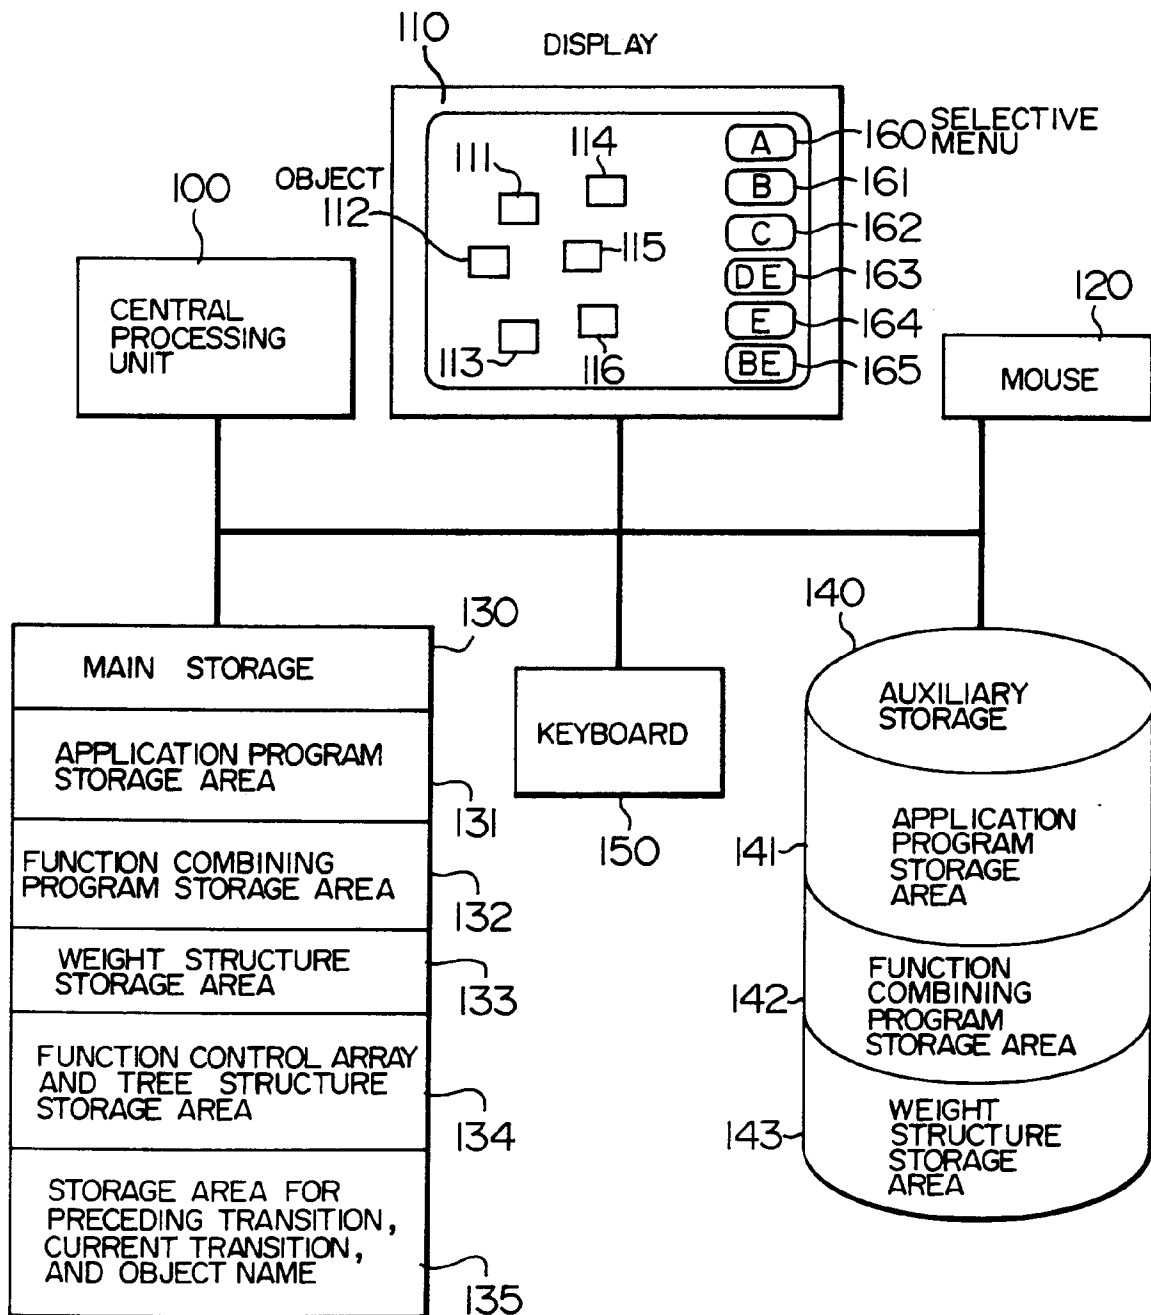 110
DISPLAY
100
OBJECT
111
112
113
114
115
116
A
B
C
DE
E
BE
160 SELECTIVE
MENU
161
162
163
164
165
CENTRAL
PROCESSING
UNIT
120
MOUSE
130
MAIN STORAGE
APPLICATION PROGRAM
STORAGE AREA
131
FUNCTION COMBINING
PROGRAM STORAGE AREA
132
WEIGHT STRUCTURE
STORAGE AREA
133
FUNCTION CONTROL ARRAY
AND TREE STRUCTURE
STORAGE AREA
134
STORAGE AREA FOR
PRECEDING TRANSITION,
CURRENT TRANSITION,
AND OBJECT NAME
135
KEYBOARD
150
140
AUXILIARY
STORAGE
141
APPLICATION
PROGRAM
STORAGE
AREA
142
FUNCTION
COMBINING
PROGRAM
STORAGE AREA
143
WEIGHT
STRUCTURE
STORAGE
AREA